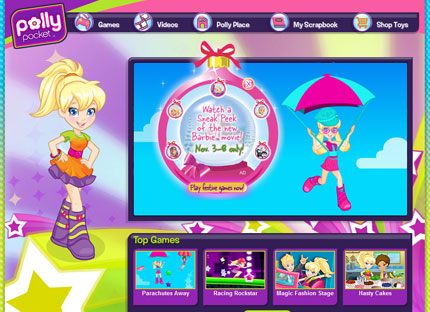 polly
pocket
Games
Videos
Polly Place
My Scrapbook
Shop Toys
Watch a
Sneak Peek
of the new
Barbie movie!
Nov. 3-8 only!
AD
Play festive games now!
Top Games
Parachutes Away
Racing Rockstar
Magic Fashion Stage
Hasty Cakes